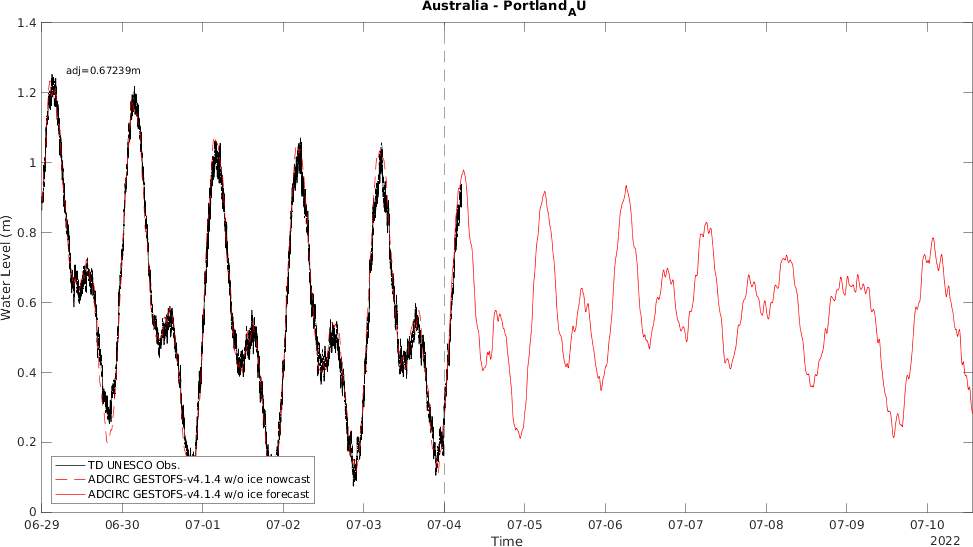 Australia - Portland_AU
1.4
adj=0.67239m
1.2
1
0.8
Water Level (m)
0.6
0.4
0.2
0
TD UNESCO Obs.
ADCIRC GESTOFS-v4.1.4 w/o ice nowcast
ADCIRC GESTOFS-v4.1.4 w/o ice forecast
06-29 06-30 07-01 07-02 07-03 07-04 07-05 07-06 07-07 07-08 07-09 07-10
Time
2022